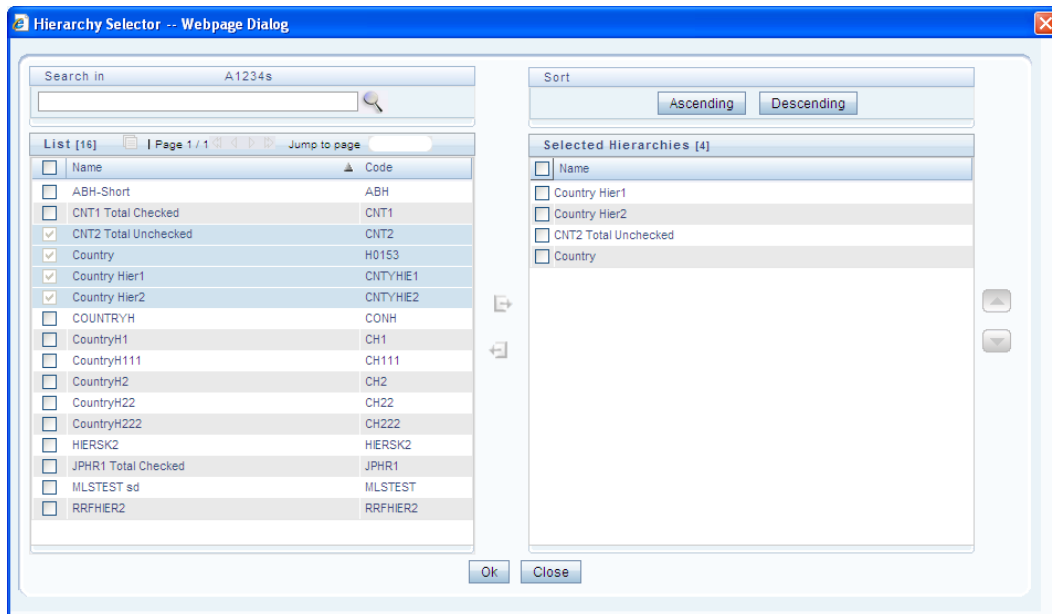 Hierarchy Selector -- Webpage Dialog
Search in A1234s
Sort
Ascending Descending
List [16] | Page 1 / 1 Jump to page
Selected Hierarchies [4]
Name Code
Name
ABH-Short ABH
Country Hier1
CNT1 Total Checked CNT1
Country Hier2
CNT2 Total Unchecked CNT2
CNT2 Total Unchecked
Country H0153
Country
Country Hier1 CNTYHIE1
Country Hier2 CNTYHIE2
COUNTRYH CONH
CountryH1 CH1
CountryH111 CH111
CountryH2 CH2
CountryH22 CH22
CountryH222 CH222
HIERSK2 HIERSK2
JPHR1 Total Checked JPHR1
MLSTEST sd MLSTEST
RRFHIER2 RRFHIER2
Ok Close